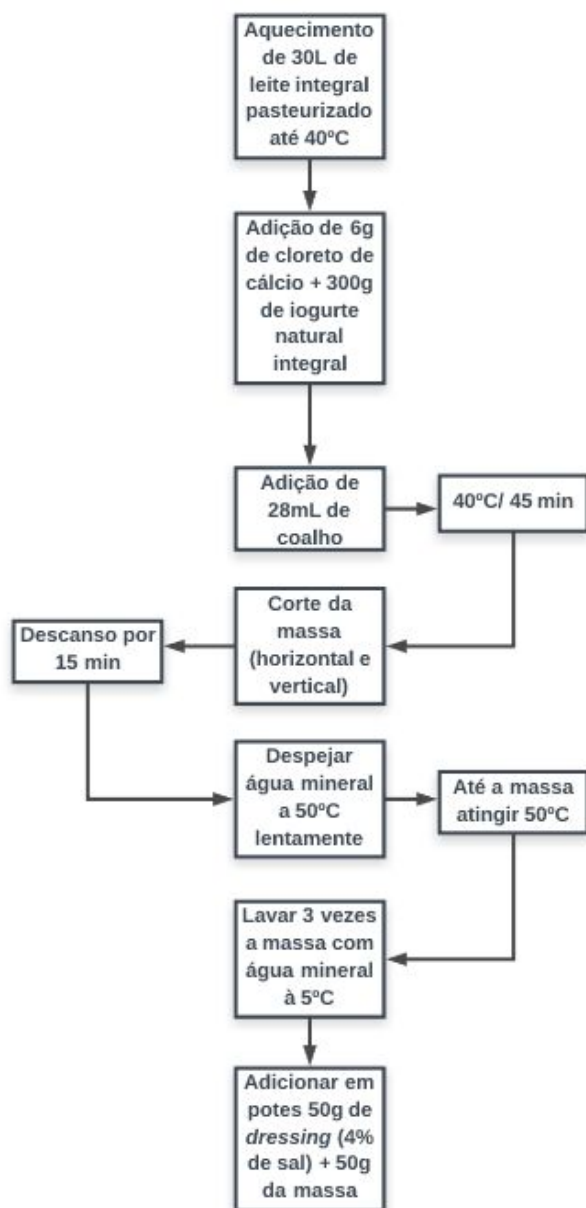 Aquecimento
de 30L de
leite integral
pasteurizado
até 40ºC
Adição de 6g
de cloreto de
cálcio + 300g
de iogurte
natural
integral
Adição de
28mL de
coalho
40ºC/ 45 min
Corte da
massa
(horizontal e
vertical)
Descanso por
15 min
Despejar
água mineral
a 50ºC
lentamente
Até a massa
atingir 50ºC
Lavar 3 vezes
a massa com
água mineral
à 5ºC
Adicionar em
potes 50g de
dressing (4%
de sal) + 50g
da massa